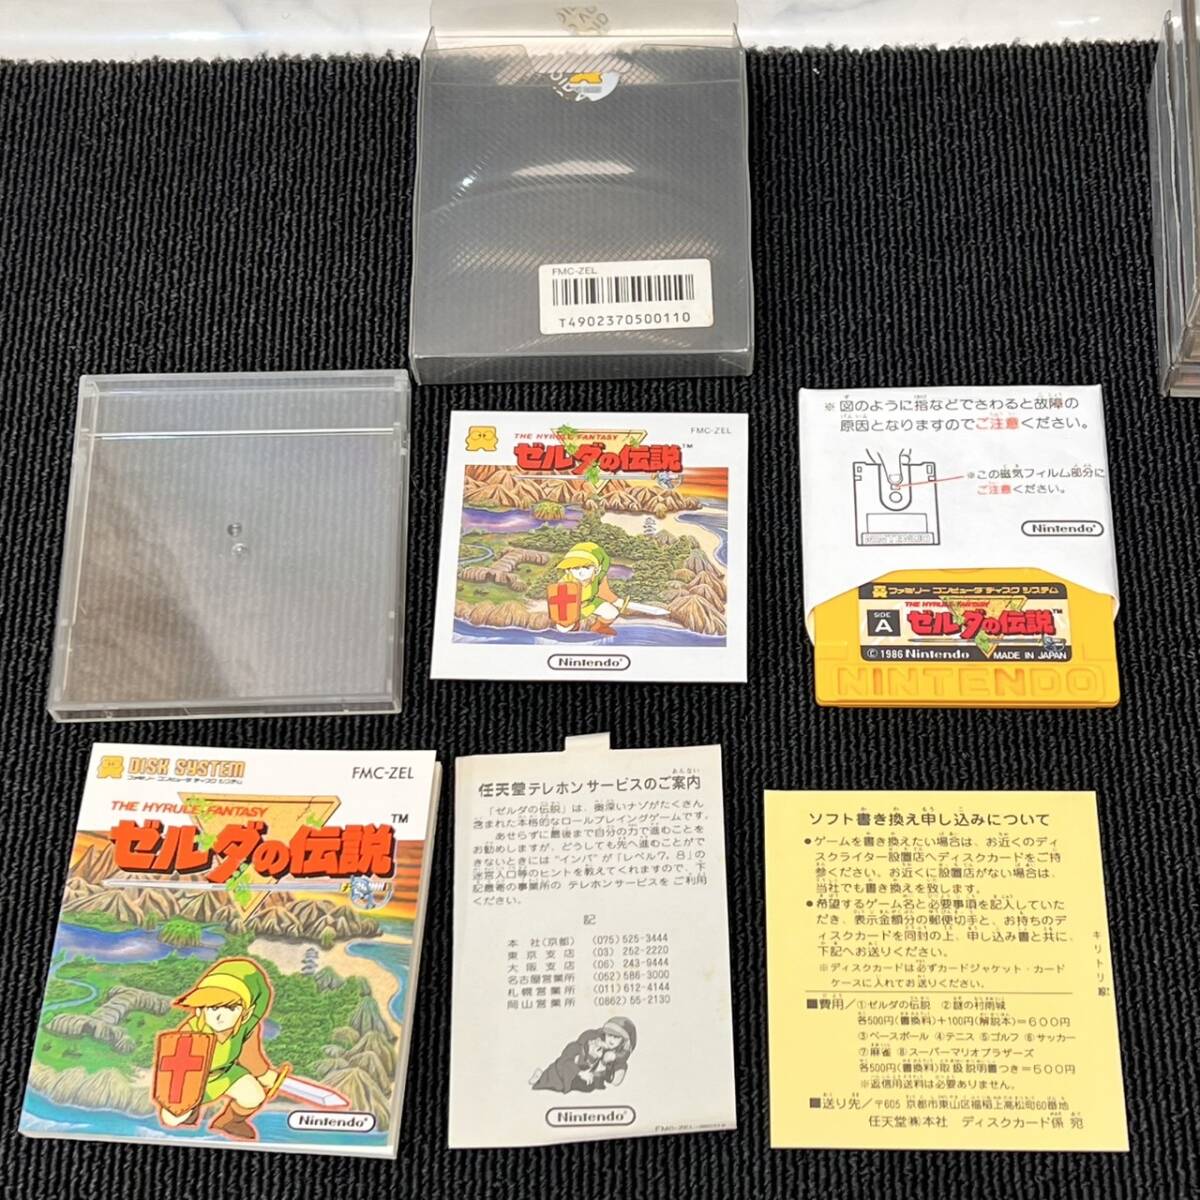 FMC-ZEL
T4902370500110
FMC-ZEL
THE HYRULE FANTASY
ゼルダの伝説™
Nintendo®
※図のように指などでさわると故障の
原因となりますのでご注意ください。
※この磁気フィルム部分に
ご注意ください。
Nintendo®
NINTENDO
ファミリー コンピュータ ディスク システム
SIDE
A
THE HYRULE FANTASY
ゼルダの伝説™
©1986 Nintendo MADE IN JAPAN
NINTENDO
DISK SYSTEM
ファミリー コンピュータ ディスク システム
FMC-ZEL
THE HYRULE FANTASY
ゼルダの伝説™
Nintendo®
任天堂テレホンサービスのご案内
「ゼルダの伝説」は、奥深いナゾがたくさん
含まれた本格的なロールプレイングゲームです。
あせらずに最後まで自分の力で進むことを
お勧めしますが、どうしても先へ進むことがで
きないときには"インパ"が「レベル7、8」の
迷宮入口等のヒントを教えてくれますので、下
記最寄の事業所の テレホンサービスを ご利用
ください。
記
本社(京都) (075)525-3444
東京支店 (03)252-2220
大阪支店 (06)243-9444
名古屋営業所 (052)586-3000
札幌営業所 (011)612-4144
岡山営業所 (0862)55-2130
Nintendo®
FMC-ZEL
ソフト書き換え申し込みについて
●ゲームを書き換えたい場合は、お近くのディ
スクライター設置店へディスクカードをご持
参ください。お近くに設置店がない場合は、
当社でも書き換えを致します。
●希望するゲーム名と必要事項を記入していた
だき、表示金額分の郵便切手と、お持ちのデ
ィスクカードを同封の上、申し込み書と共に、
下記へお送りください。
※ディスクカードは必ずカードジャケット・カード
ケースに入れてお送りください。
■費用/①ゼルダの伝説 ②謎の村雨城
各500円(書換料)+100円(解説本)=600円
③ベースボール ④テニス ⑤ゴルフ ⑥サッカー
⑦麻雀 ⑧スーパーマリオブラザーズ
各500円(書換料)取扱説明書つき=500円
※返信用送料は必要ありません。
■送り先/〒605 京都市東山区福稲上高松町60番地
任天堂㈱本社 ディスクカード係 宛
キリトリ線